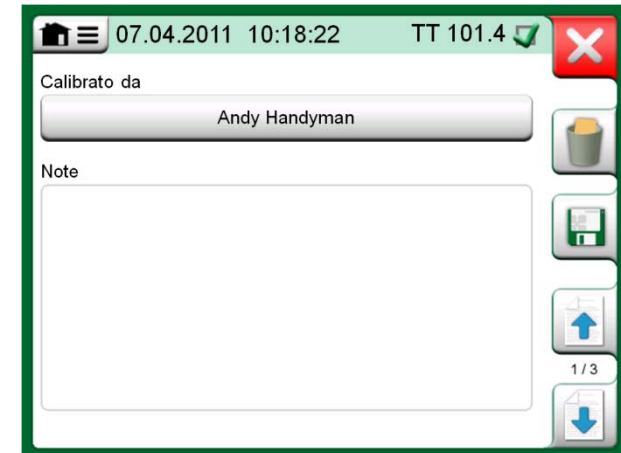 07.04.2011 10:18:22 TT 101.4
Calibrato da
Andy Handyman
Note
1 / 3